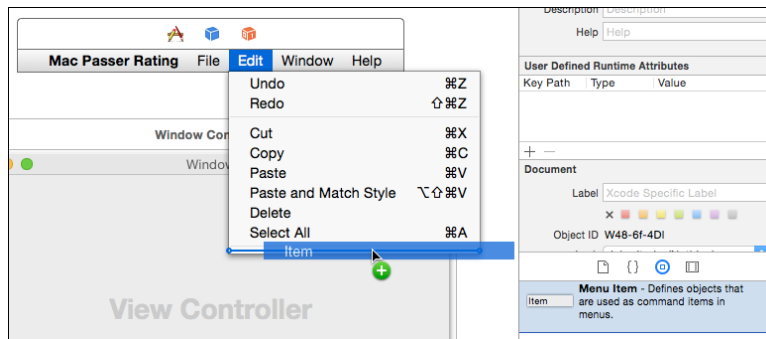 Description Description
Help Help
Mac Passer Rating File Edit Window Help
User Defined Runtime Attributes
Key Path Type Value
Undo ⌘Z
Redo ⇧⌘Z
Cut ⌘X
Copy ⌘C
Paste ⌘V
Paste and Match Style ⌥⇧⌘V
Delete
Select All ⌘A
Item
Window Con
Window
View Controller
Document
Label Xcode Specific Label
Object ID W48-6f-4DI
Item
Menu Item - Defines objects that
are used as command items in
menus.